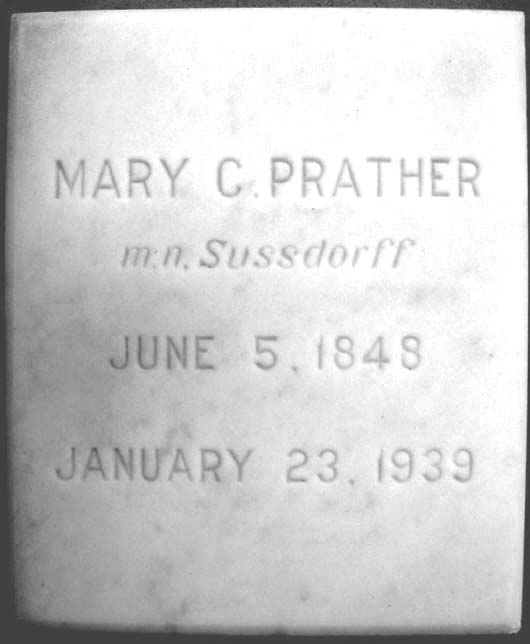 MARY C. PRATHER
m.n. Sussdorff
JUNE 5, 1848
JANUARY 23, 1939